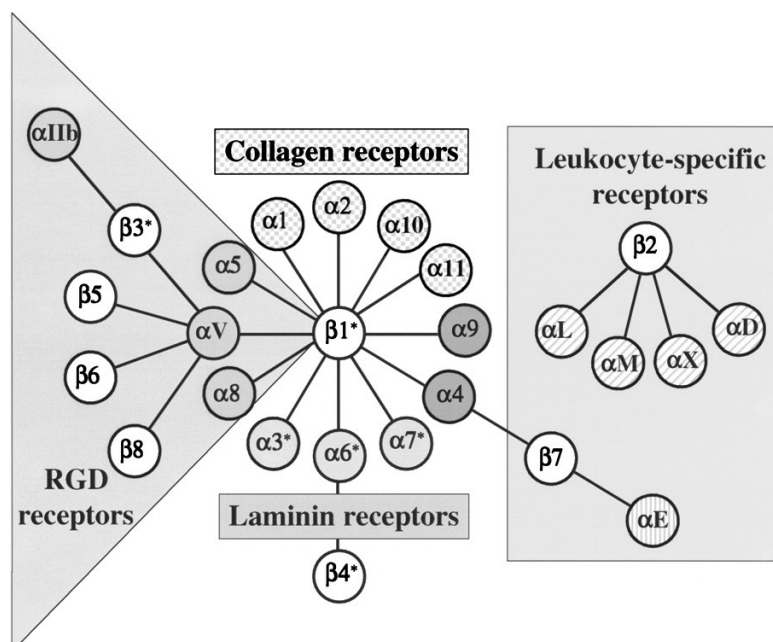 αIIb
β3*
β5
αV
β6
β8
RGD
receptors
Collagen receptors
α1
α2
α10
α5
α11
β1*
α9
α8
α4
α3*
α6*
α7*
Laminin receptors
β4*
Leukocyte-specific
receptors
β2
αL
αM
αX
αD
β7
αE